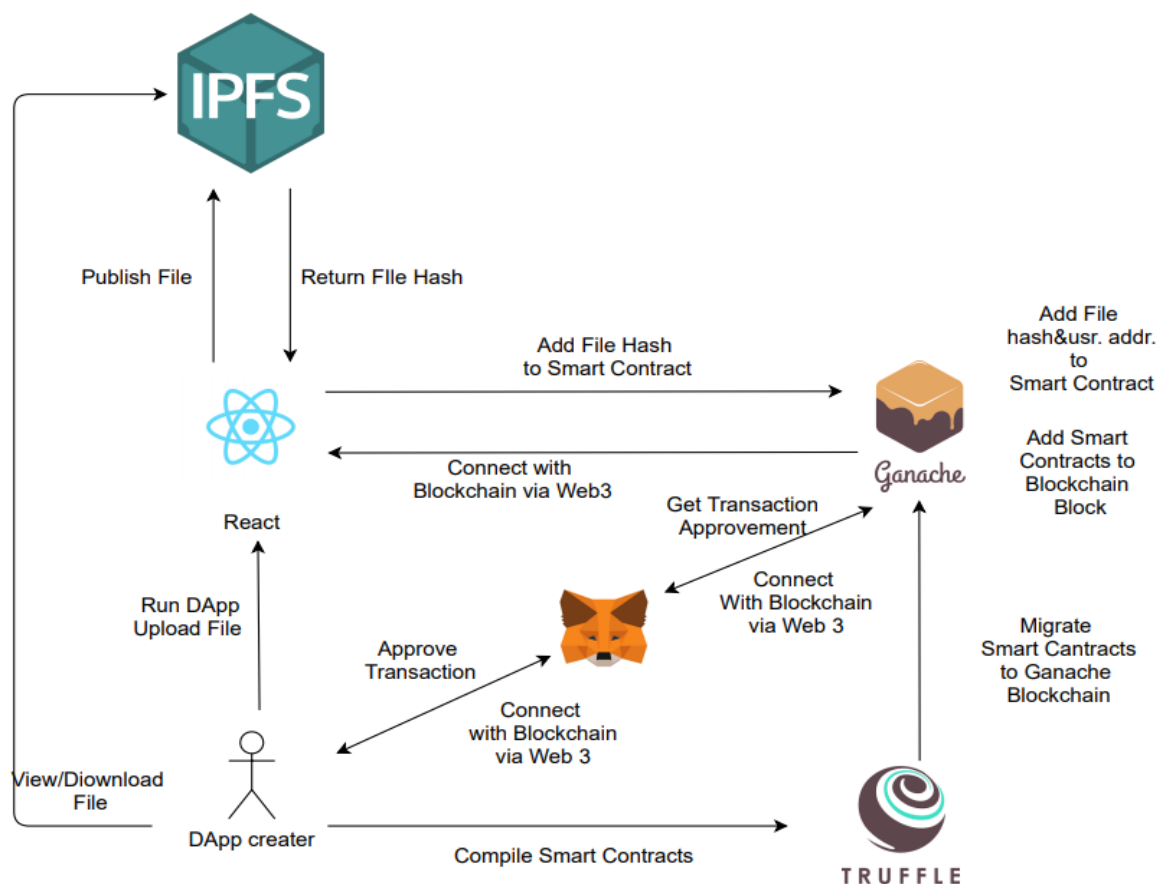 IPFS
Publish File
Return FIle Hash
Add File Hash
to Smart Contract
Add File
hash&usr. addr.
to
Smart Contract
Ganache
Connect with
Blockchain via Web3
Add Smart
Contracts to
Blockchain
Block
React
Get Transaction
Approvement
Run DApp
Upload File
Connect
With Blockchain
via Web 3
Approve
Transaction
Migrate
Smart Cantracts
to Ganache
Blockchain
Connect
with Blockchain
via Web 3
View/Diownload
File
DApp creater
Compile Smart Contracts
TRUFFLE